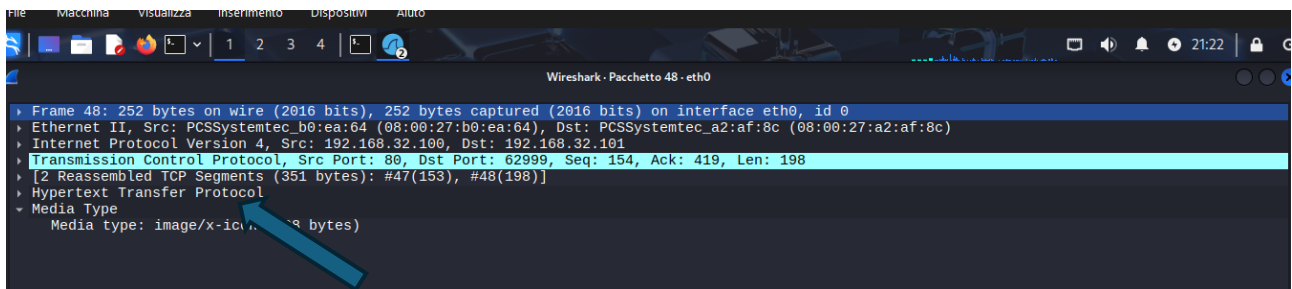 File Macchina Visualizza Inserimento Dispositivi Aiuto
1 2 3 4 2 21:22
Wireshark · Pacchetto 48 · eth0
Frame 48: 252 bytes on wire (2016 bits), 252 bytes captured (2016 bits) on interface eth0, id 0
Ethernet II, Src: PCSSystemtec_b0:ea:64 (08:00:27:b0:ea:64), Dst: PCSSystemtec_a2:af:8c (08:00:27:a2:af:8c)
Internet Protocol Version 4, Src: 192.168.32.100, Dst: 192.168.32.101
Transmission Control Protocol, Src Port: 80, Dst Port: 62999, Seq: 154, Ack: 419, Len: 198
[2 Reassembled TCP Segments (351 bytes): #47(153), #48(198)]
Hypertext Transfer Protocol
Media Type
Media type: bytes)